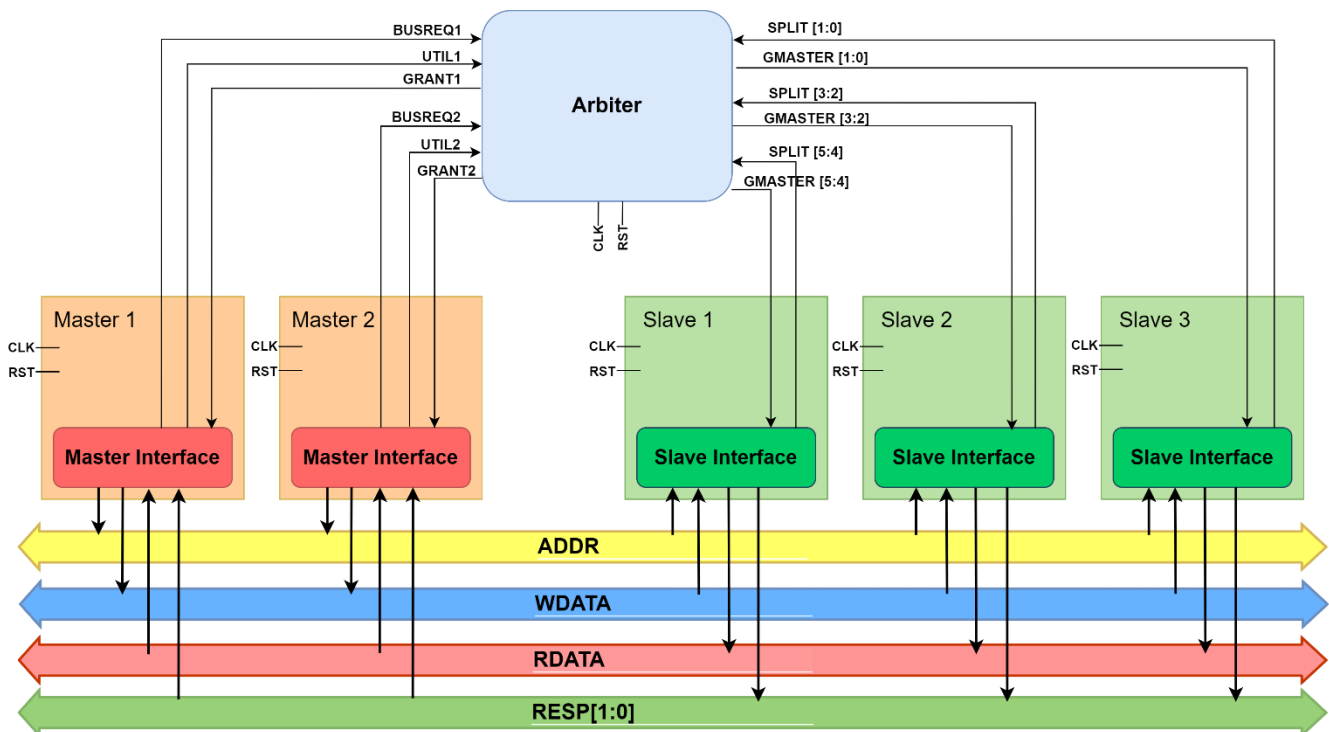 BUSREQ1
UTIL1
GRANT1
BUSREQ2
UTIL2
GRANT2
Arbiter
SPLIT [1:0]
GMASTER [1:0]
SPLIT [3:2]
GMASTER [3:2]
SPLIT [5:4]
GMASTER [5:4]
CLK
RST
Master 1
CLK
RST
Master Interface
Master 2
CLK
RST
Master Interface
Slave 1
CLK
RST
Slave Interface
Slave 2
CLK
RST
Slave Interface
Slave 3
CLK
RST
Slave Interface
ADDR
WDATA
RDATA
RESP[1:0]